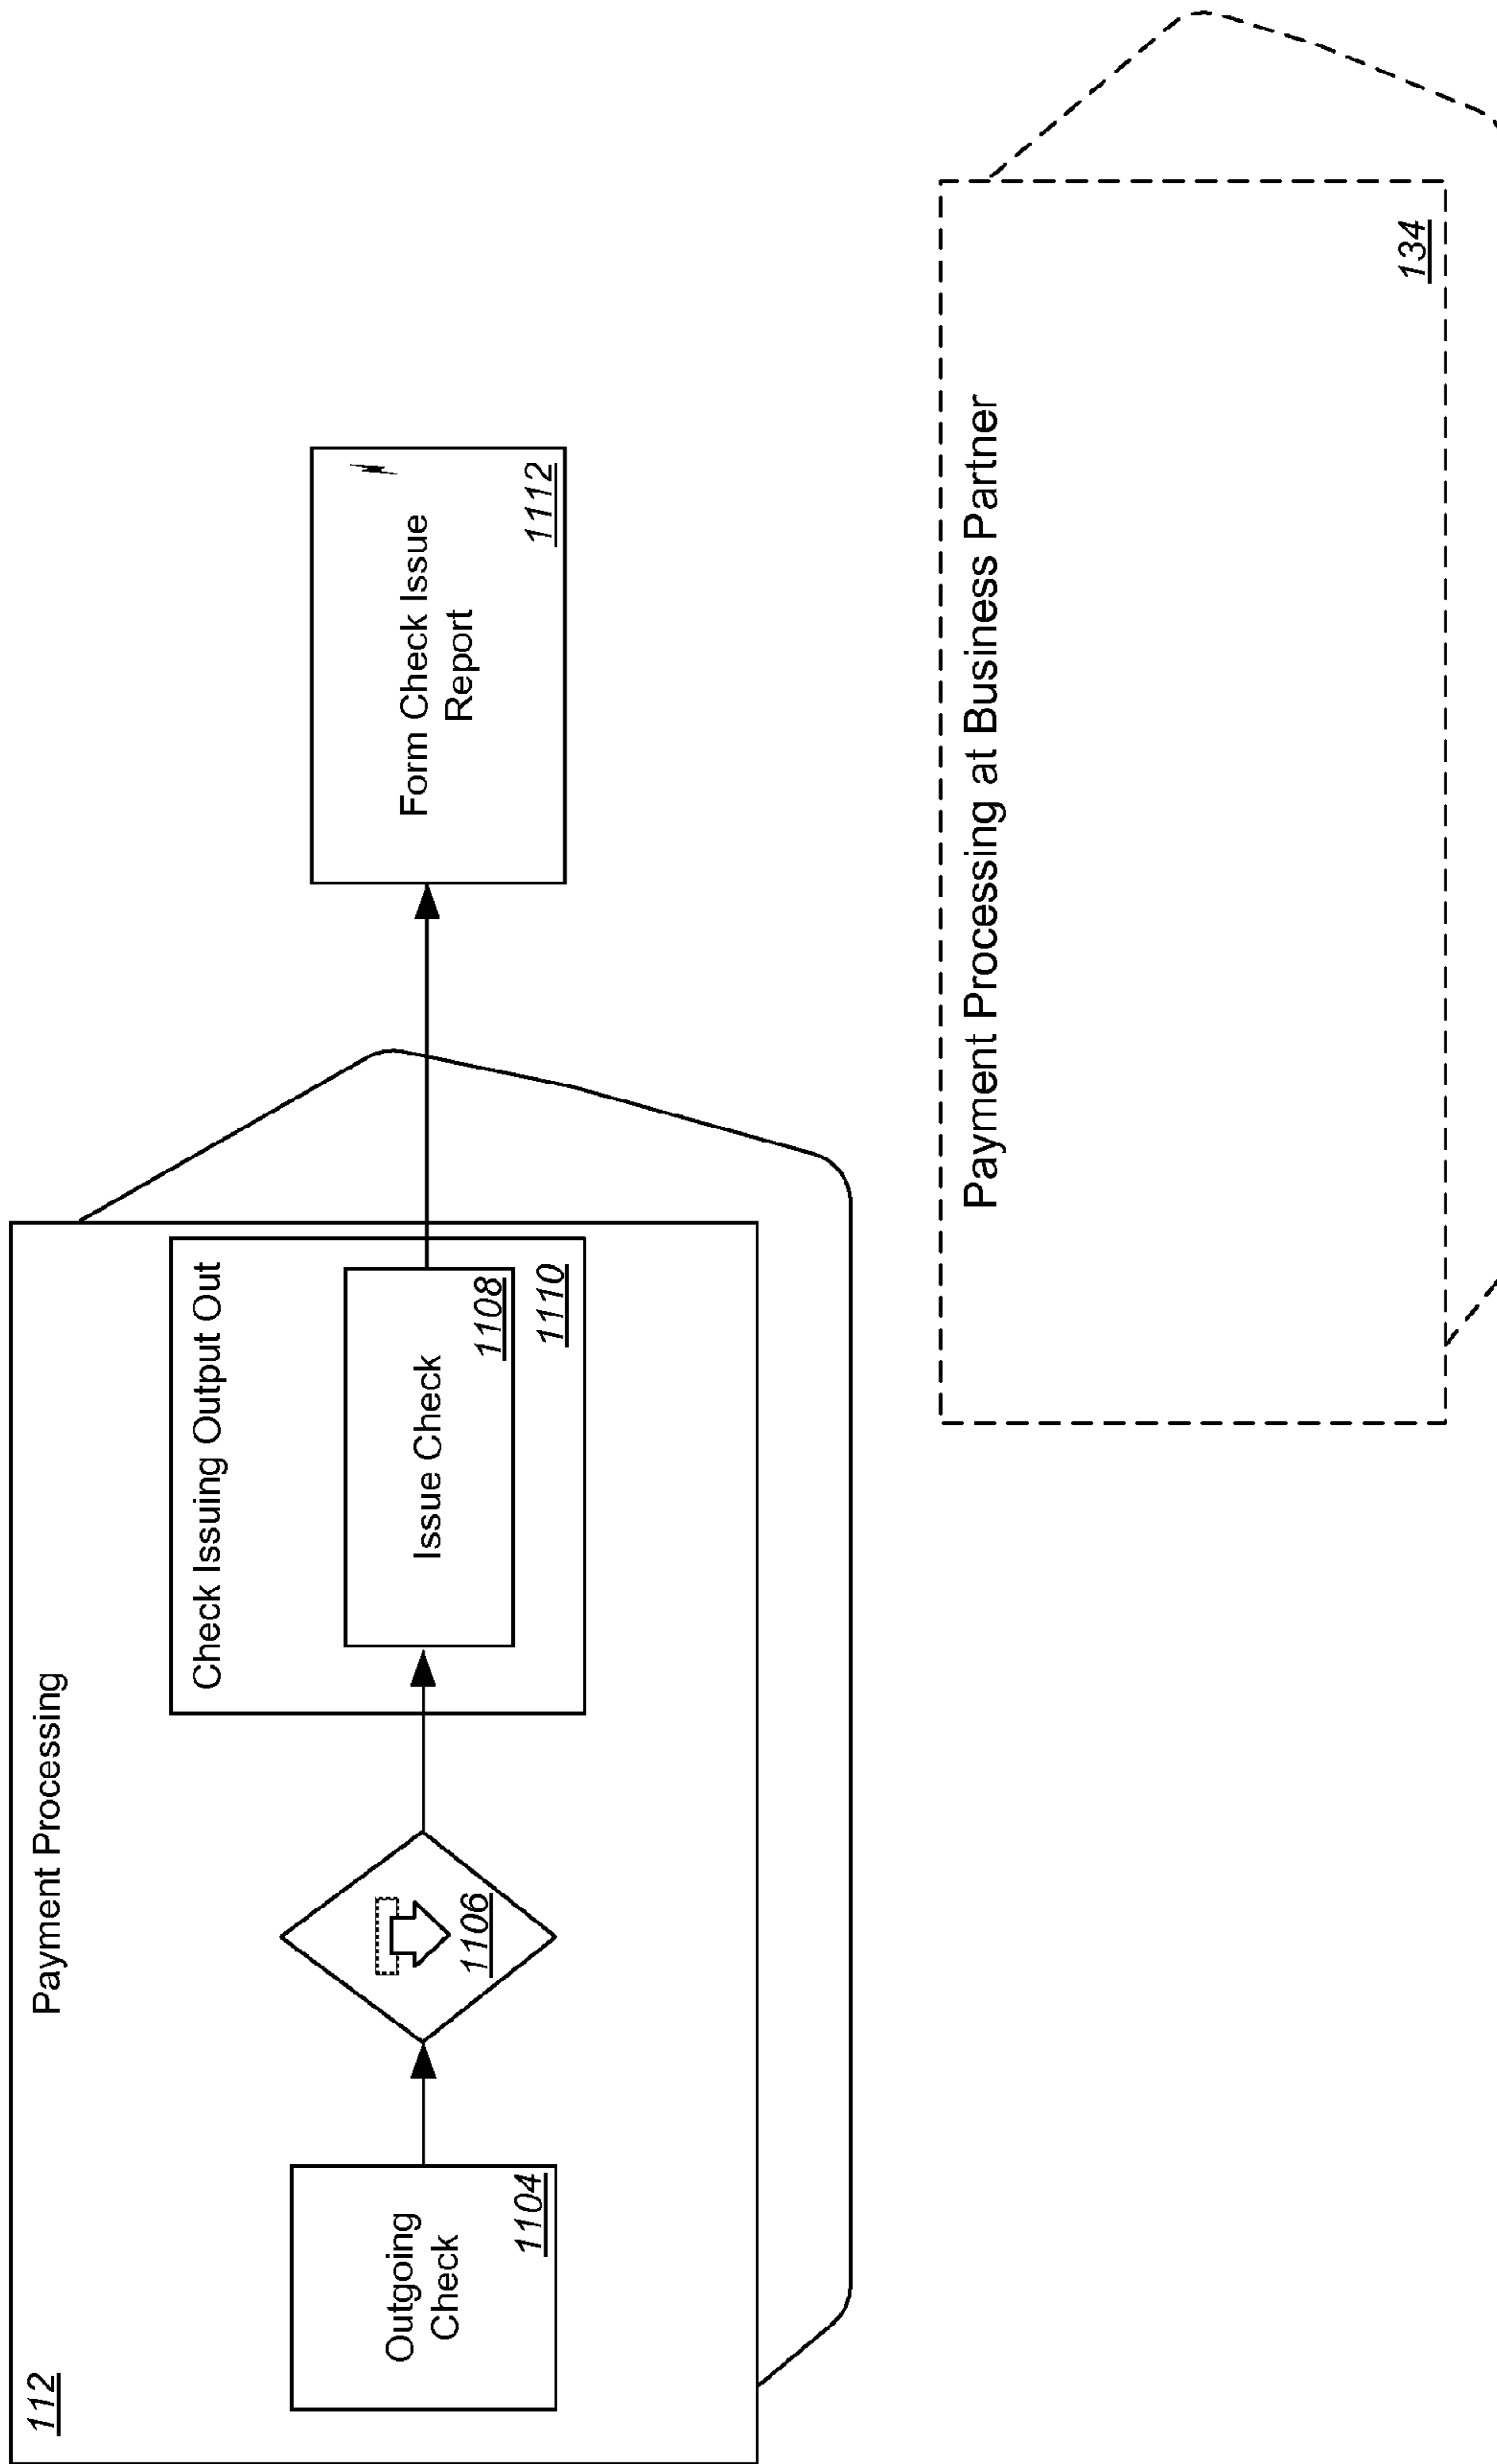 112
Payment Processing
Outgoing
Check
1104
1106
Check Issuing Output Out
Issue Check
1108
1110
Form Check Issue
Report
1112
Payment Processing at Business Partner
134